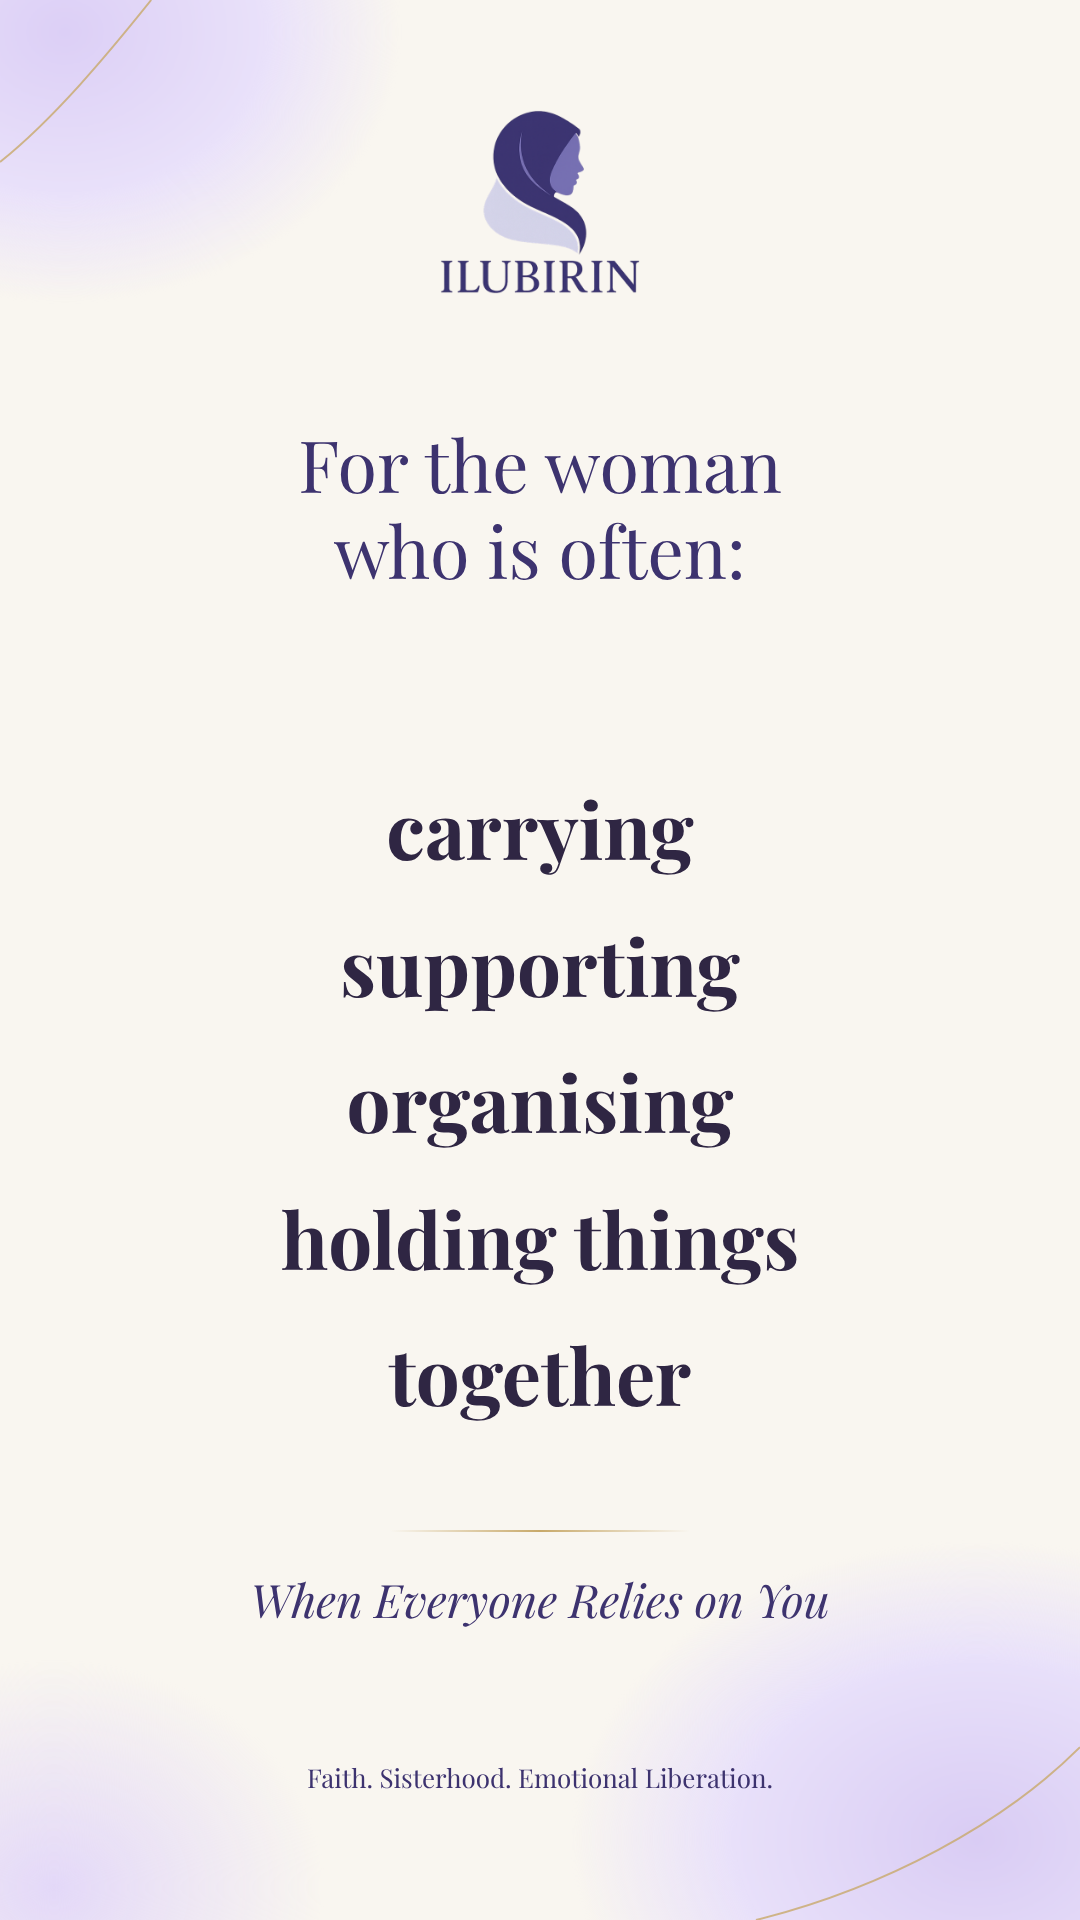 ILUBIRIN
For the woman
who is often:
carrying
supporting
organising
holding things
together
When Everyone Relies on You
Faith. Sisterhood. Emotional Liberation.